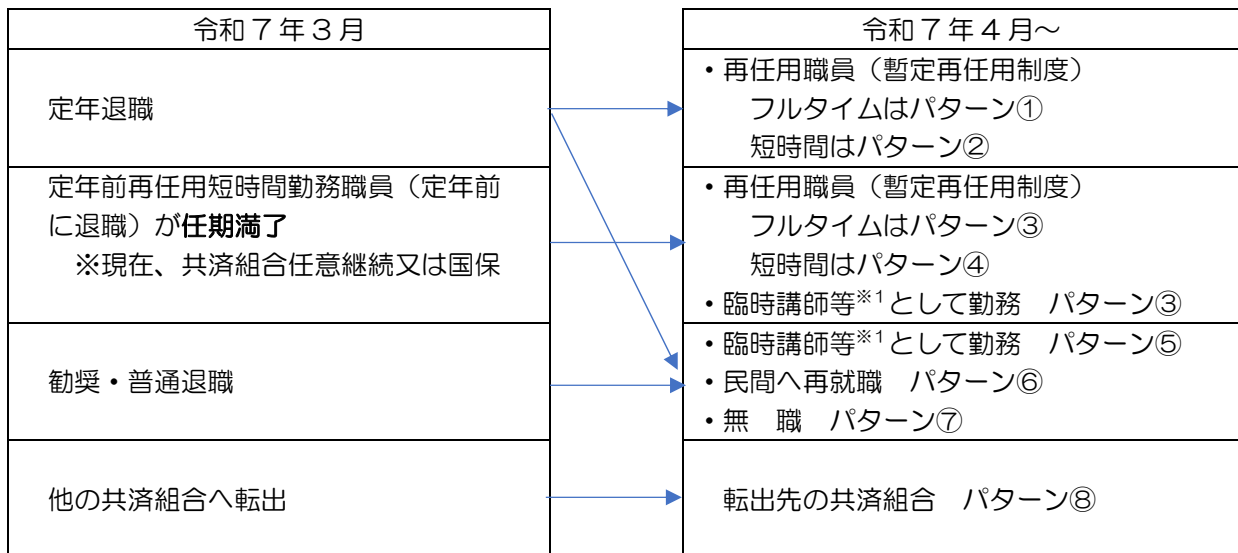 令和７年３月
定年退職
定年前再任用短時間勤務職員（定年前
に退職）が任期満了
※現在、共済組合任意継続又は国保
勧奨・普通退職
他の共済組合へ転出
令和７年４月～
・再任用職員（暫定再任用制度）
フルタイムはパターン①
短時間はパターン②
・再任用職員（暫定再任用制度）
フルタイムはパターン③
短時間はパターン④
・臨時講師等※1として勤務　パターン③
・臨時講師等※1として勤務　パターン⑤
・民間へ再就職　パターン⑥
・無　職　パターン⑦
転出先の共済組合　パターン⑧